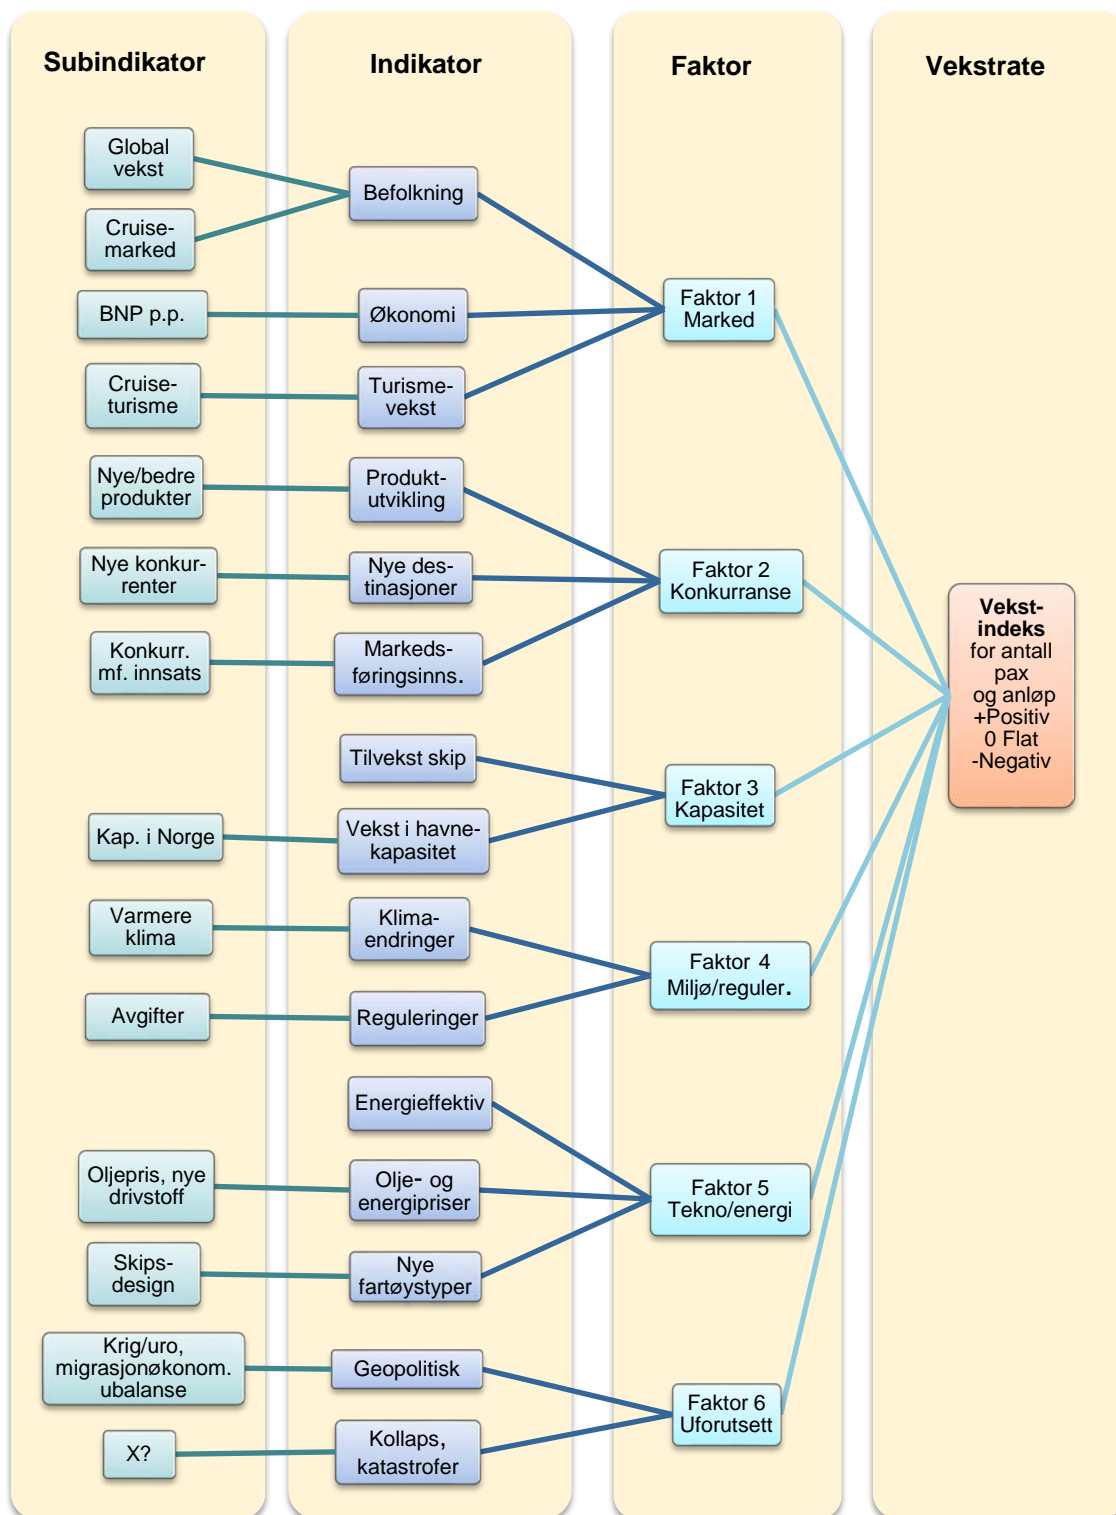 Subindikator
Indikator
Faktor
Vekstrate
Global
vekst
Cruise-
marked
BNP p.p.
Cruise-
turisme
Nye/bedre
produkter
Nye konkur-
renter
Konkurr.
mf. innsats
Kap. i Norge
Varmere
klima
Avgifter
Oljepris, nye
drivstoff
Skips-
design
Krig/uro,
migrasjonøkonom.
ubalanse
X?
Befolkning
Økonomi
Turisme-
vekst
Produkt-
utvikling
Nye des-
tinasjoner
Markeds-
føringsinns.
Tilvekst skip
Vekst i havne-
kapasitet
Klima-
endringer
Reguleringer
Energieffektiv
Olje- og
energipriser
Nye
fartøystyper
Geopolitisk
Kollaps,
katastrofer
Faktor 1
Marked
Faktor 2
Konkurranse
Faktor 3
Kapasitet
Faktor 4
Miljø/reguler.
Faktor 5
Tekno/energi
Faktor 6
Uforutsett
Vekst-
indeks
for antall
pax
og anløp
+Positiv
0 Flat
-Negativ